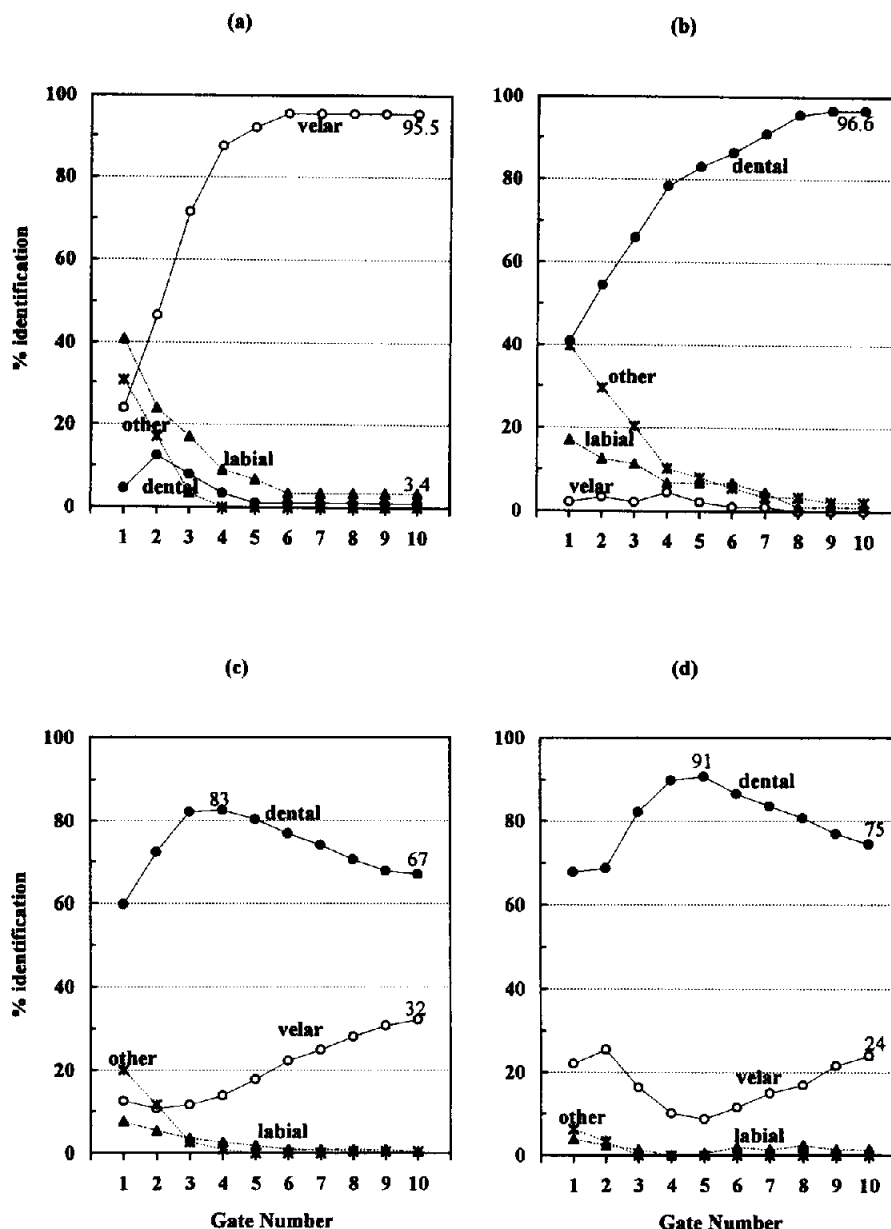 (a)
% identification
100
80
60
40
20
0
velar
95.5
other
labial
dental
3.4
1 2 3 4 5 6 7 8 9 10
(b)
100
80
60
40
20
0
96.6
dental
other
labial
velar
1 2 3 4 5 6 7 8 9 10
(c)
% identification
100
80
60
40
20
0
83
dental
67
32
velar
other
labial
1 2 3 4 5 6 7 8 9 10
Gate Number
(d)
100
80
60
40
20
0
91
dental
75
24
velar
other
labial
1 2 3 4 5 6 7 8 9 10
Gate Number